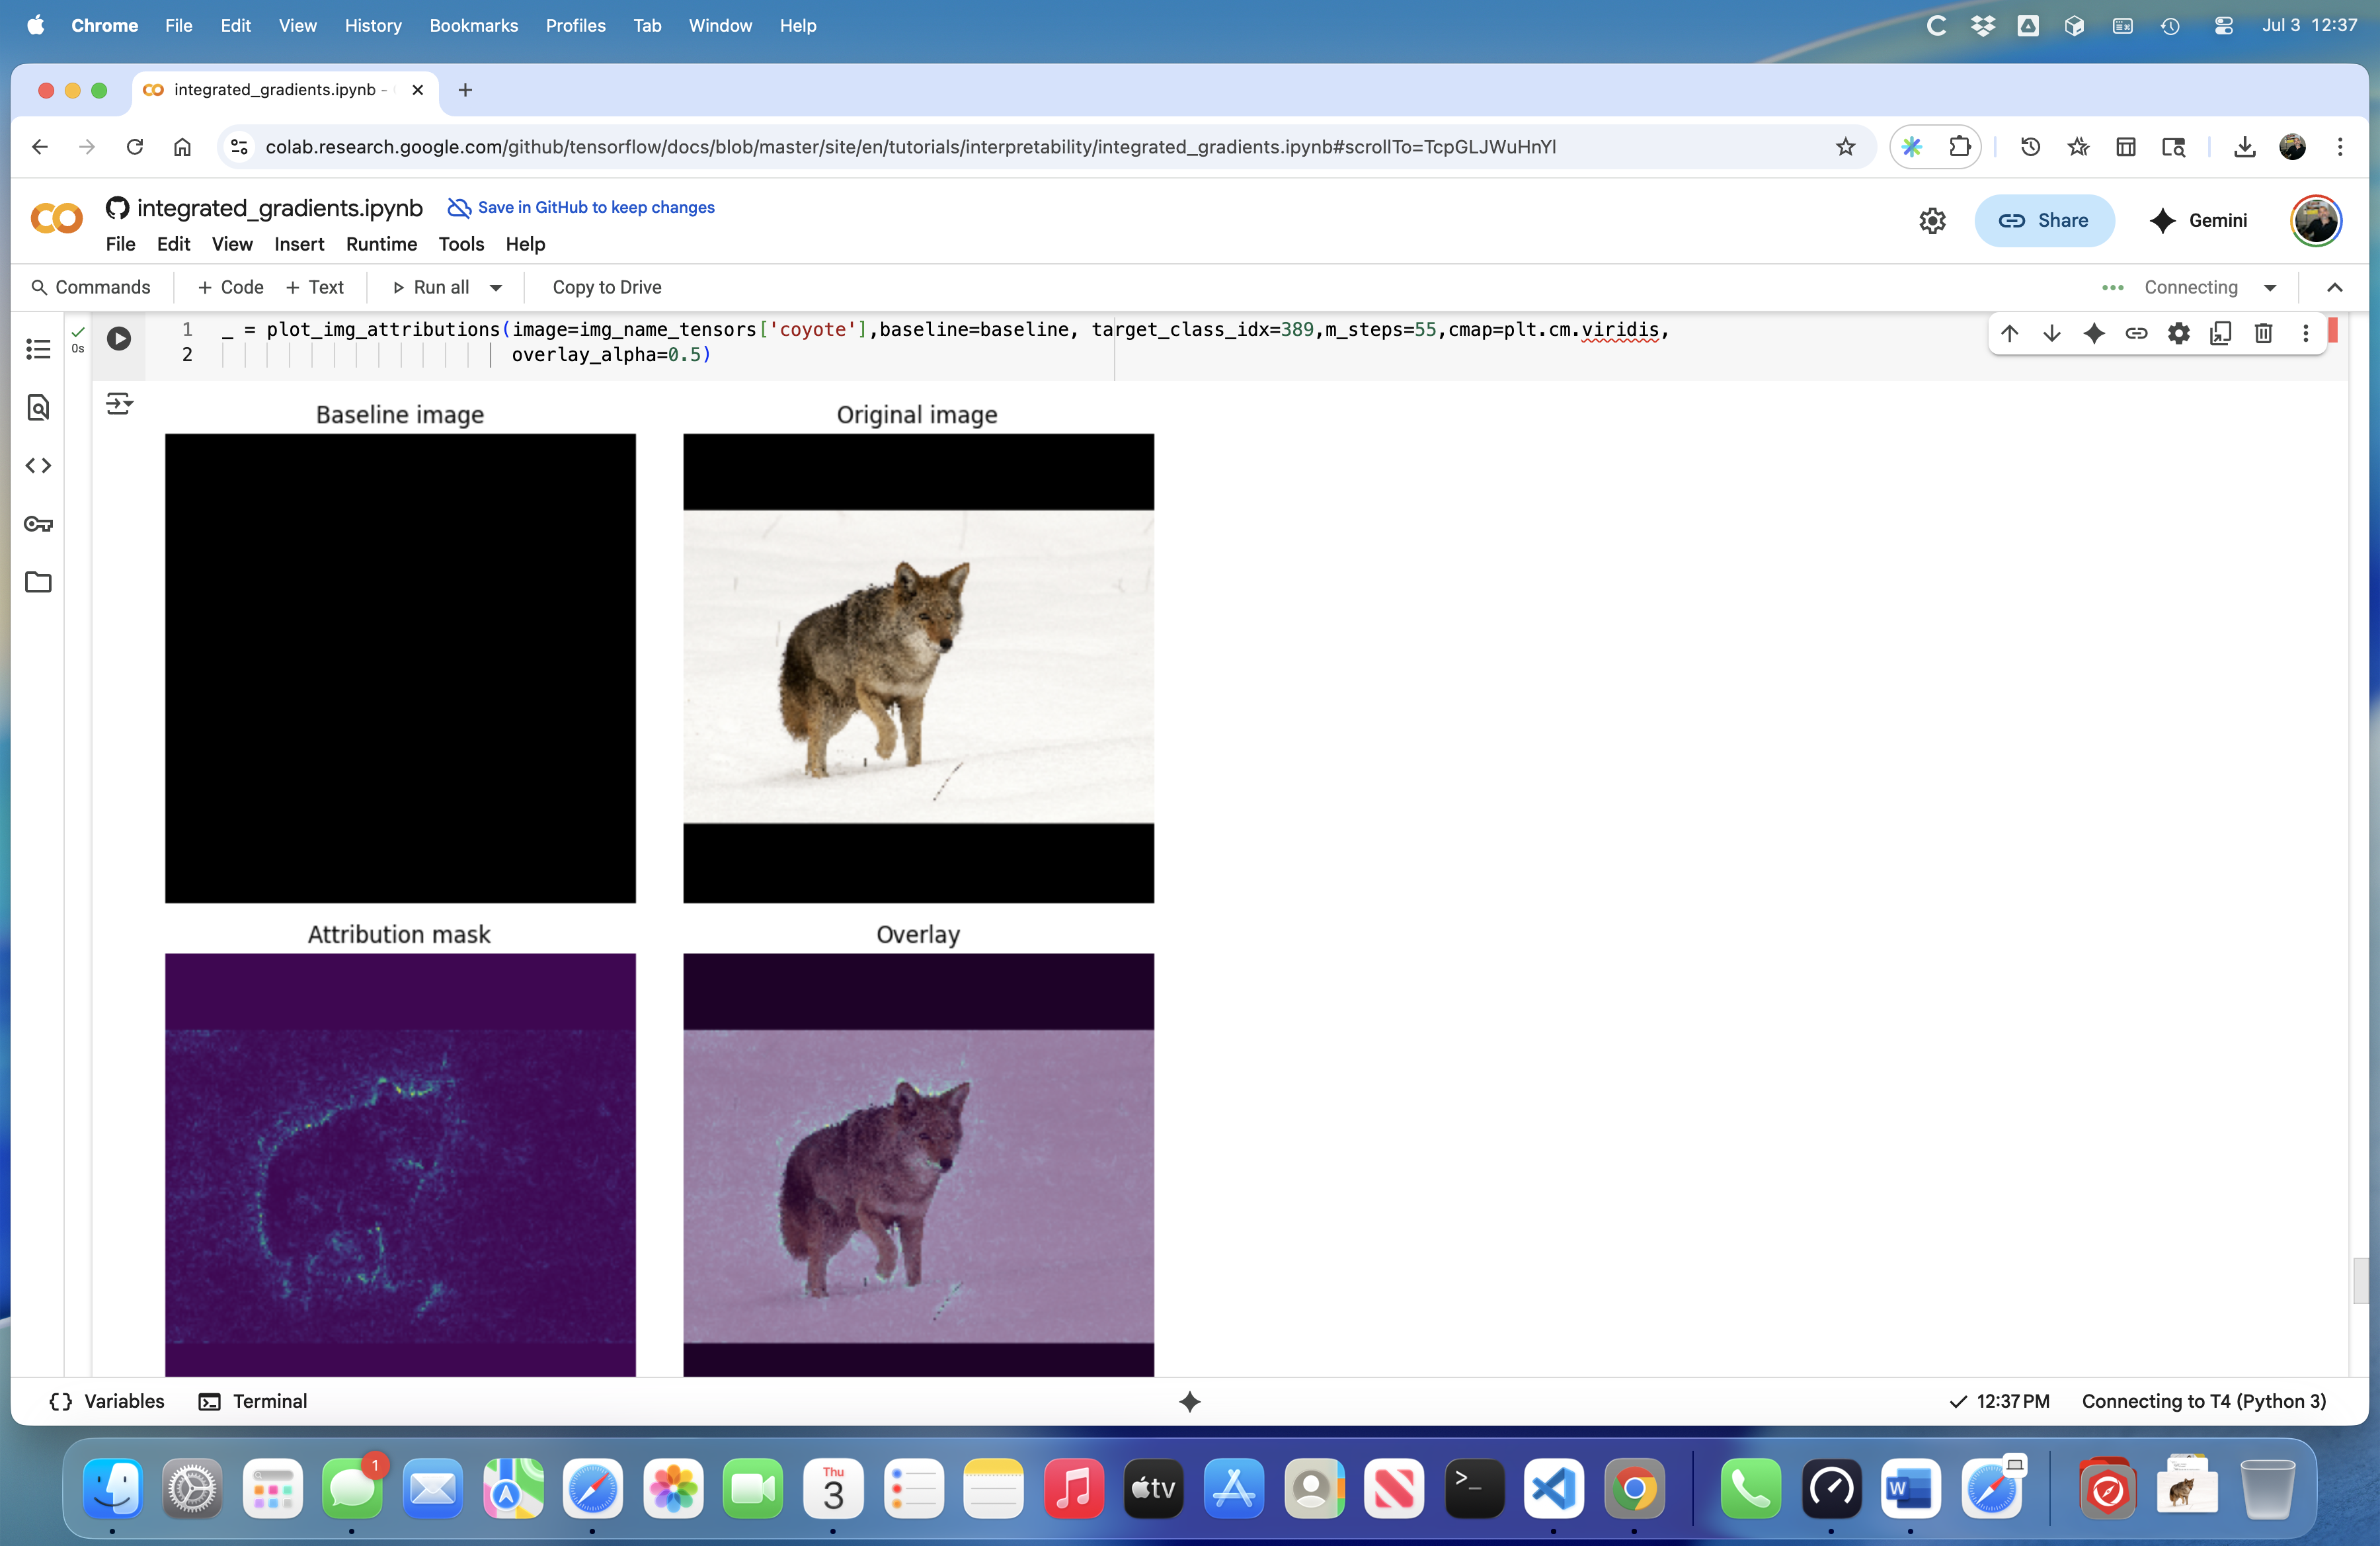 Chrome File Edit View History Bookmarks Profiles Tab Window Help Jul 3 12:37
integrated_gradients.ipynb -
colab.research.google.com/github/tensorflow/docs/blob/master/site/en/tutorials/interpretability/integrated_gradients.ipynb#scrollTo=TcpGLJWuHnYl
integrated_gradients.ipynb Save in GitHub to keep changes
Share Gemini
File Edit View Insert Runtime Tools Help
Commands + Code + Text Run all Copy to Drive Connecting
0s
1 _ = plot_img_attributions(image=img_name_tensors['coyote'],baseline=baseline, target_class_idx=389,m_steps=55,cmap=plt.cm.viridis,
2 overlay_alpha=0.5)
Baseline image Original image
Attribution mask Overlay
{} Variables Terminal 12:37 PM Connecting to T4 (Python 3)
1
Thu
3
tv
>_
W